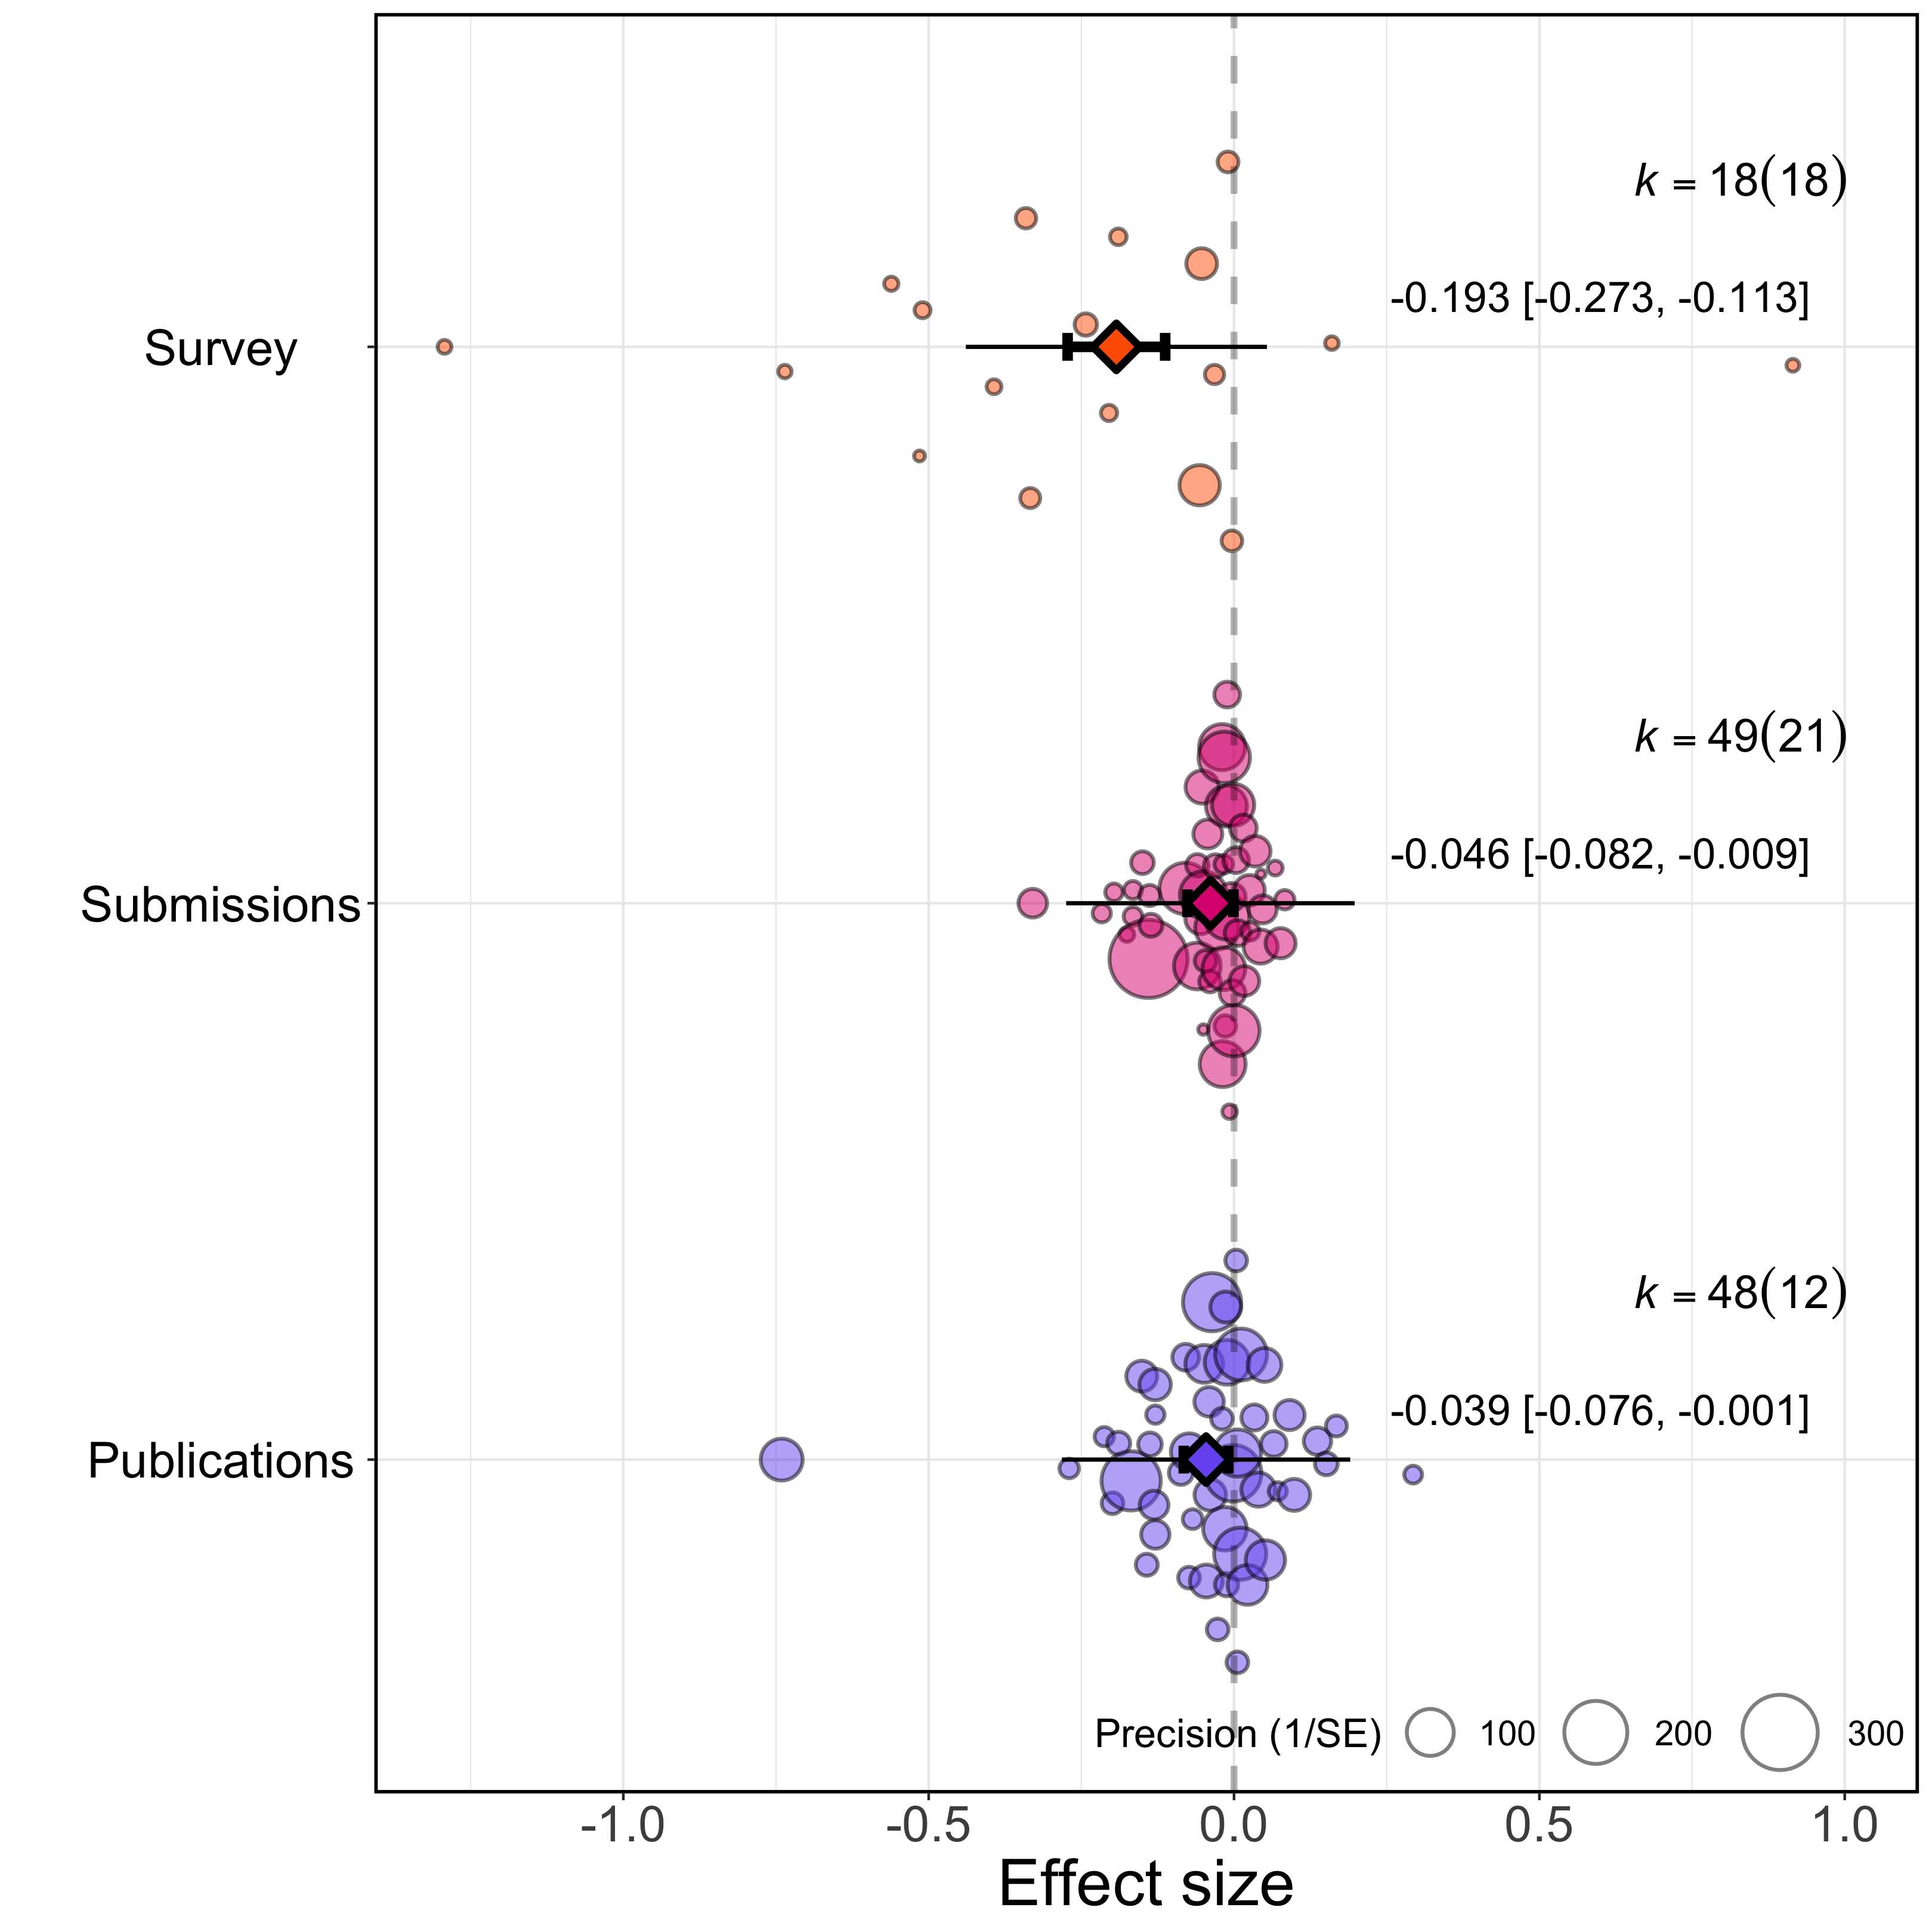 k = 18(18)
-0.193 [-0.273, -0.113]
Survey
k = 49(21)
-0.046 [-0.082, -0.009]
Submissions
k = 48(12)
-0.039 [-0.076, -0.001]
Publications
Precision (1/SE) 100 200 300
-1.0 -0.5 0.0 0.5 1.0
Effect size